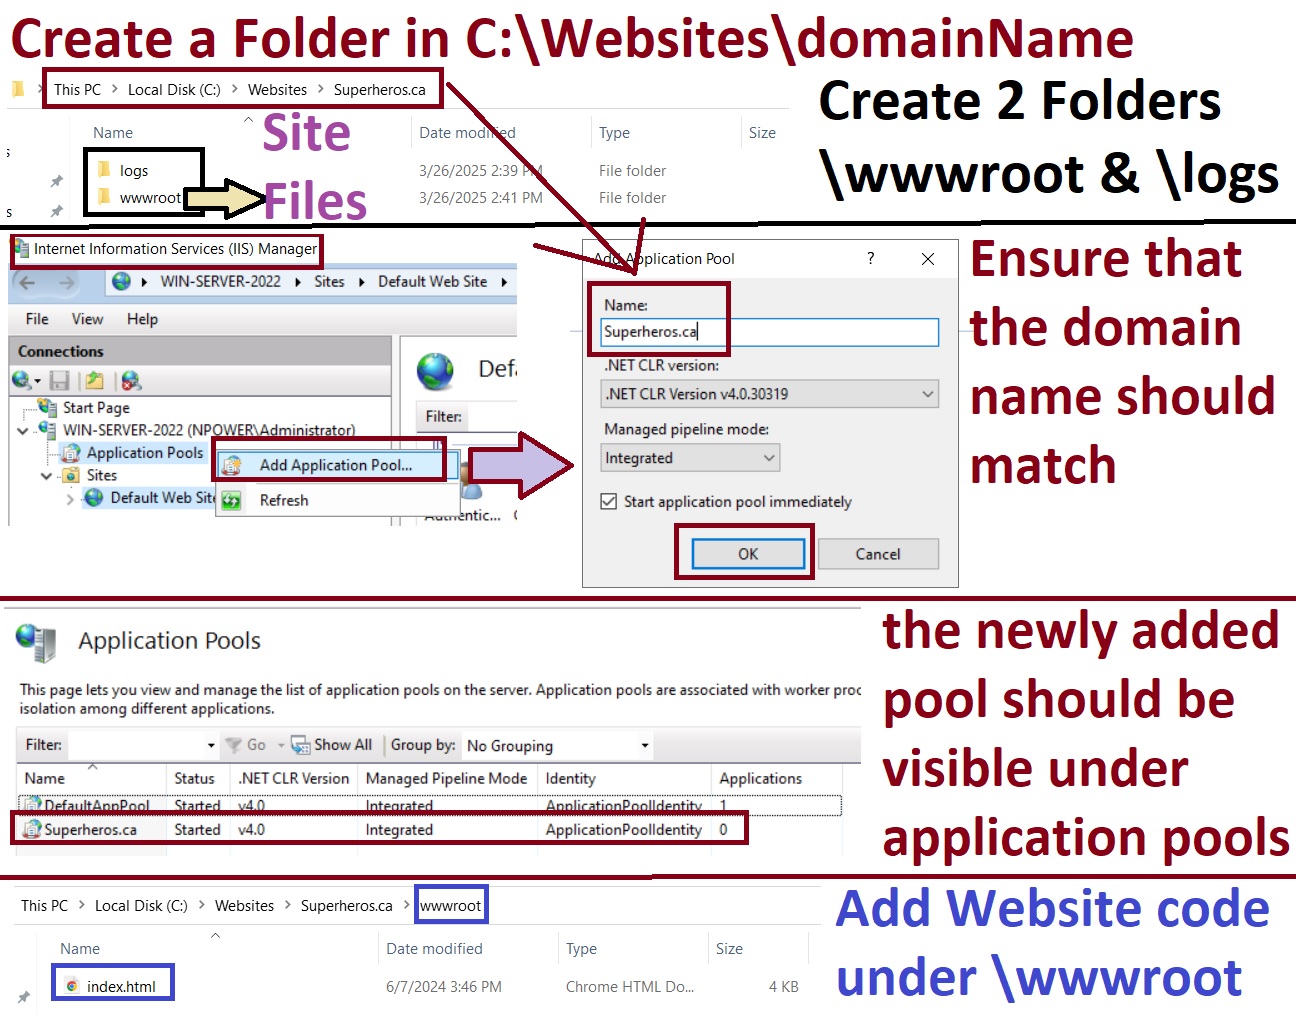 Create a Folder in C:\Websites\domainName
This PC > Local Disk (C:) > Websites > Superheros.ca
Create 2 Folders
\wwwroot & \logs
Name Date modified Type Size
logs 3/26/2025 2:39 PM File folder
wwwroot 3/26/2025 2:41 PM File folder
Site
Files
Internet Information Services (IIS) Manager
WIN-SERVER-2022 Sites Default Web Site
File View Help
Connections
Start Page
WIN-SERVER-2022 (NPOWER\Administrator)
Application Pools
Sites
Default Web Site
Add Application Pool...
Refresh
Filter:
Add Application Pool ?
Name:
Superheros.ca
.NET CLR version:
.NET CLR Version v4.0.30319
Managed pipeline mode:
Integrated
Start application pool immediately
OK Cancel
Ensure that
the domain
name should
match
Application Pools
This page lets you view and manage the list of application pools on the server. Application pools are associated with worker
isolation among different applications.
Filter: Go Show All Group by: No Grouping
Name Status .NET CLR Version Managed Pipeline Mode Identity Applications
DefaultAppPool Started v4.0 Integrated ApplicationPoolIdentity 1
Superheros.ca Started v4.0 Integrated ApplicationPoolIdentity 0
the newly added
pool should be
visible under
application pools
This PC > Local Disk (C:) > Websites > Superheros.ca > wwwroot
Name Date modified Type Size
index.html 6/7/2024 3:46 PM Chrome HTML Do... 4 KB
Add Website code
under \wwwroot